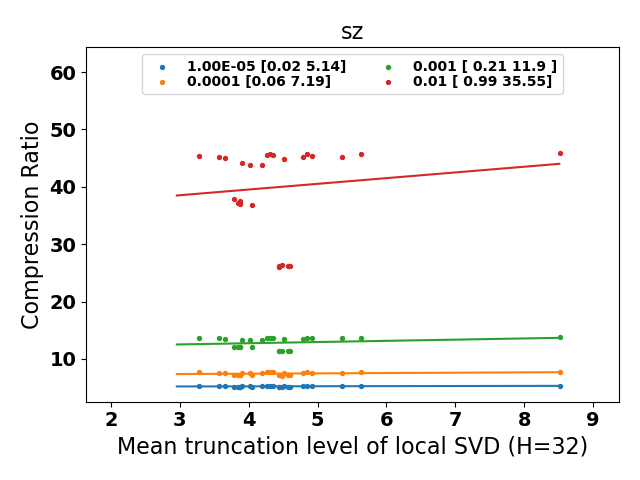 sz
1.00E-05 [0.02 5.14]
0.0001 [0.06 7.19]
0.001 [ 0.21 11.9 ]
0.01 [ 0.99 35.55]
Compression Ratio
60
50
40
30
20
10
2 3 4 5 6 7 8 9
Mean truncation level of local SVD (H=32)